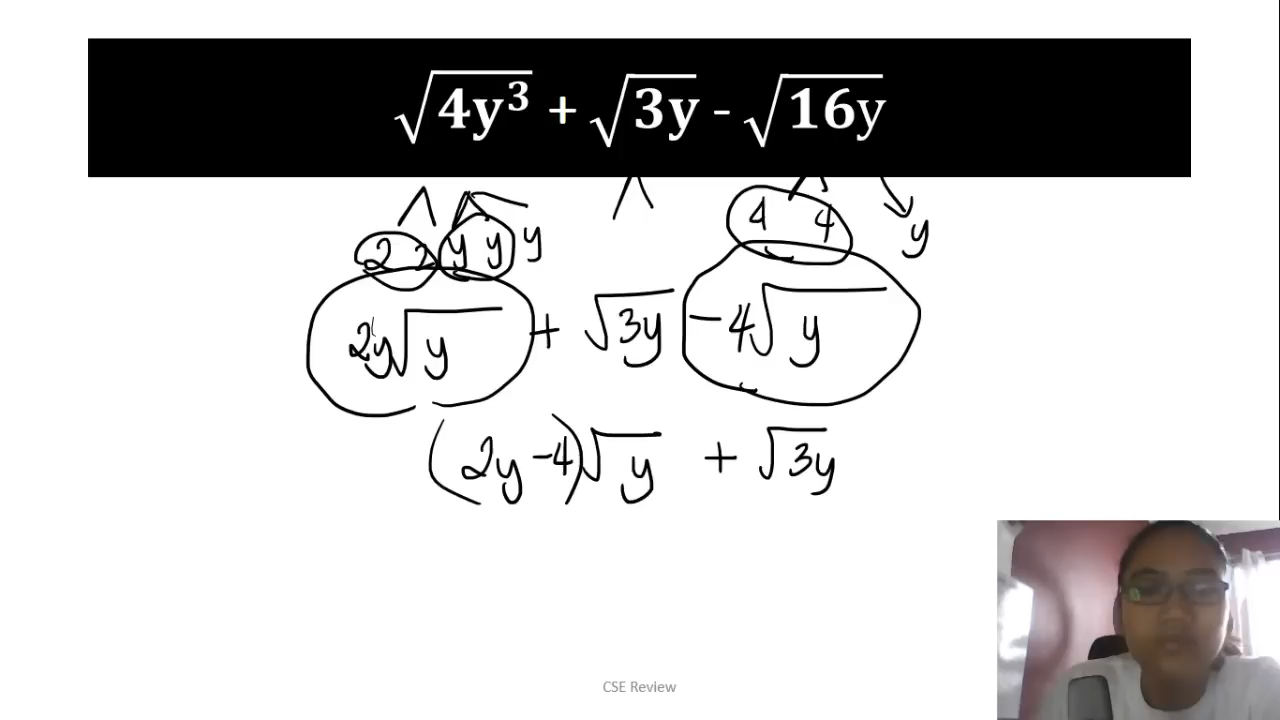 √4y³ + √3y - √16y
2 2 y y y 4 4 y
2y√y + √3y - 4√y
(2y - 4)√y + √3y
CSE Review